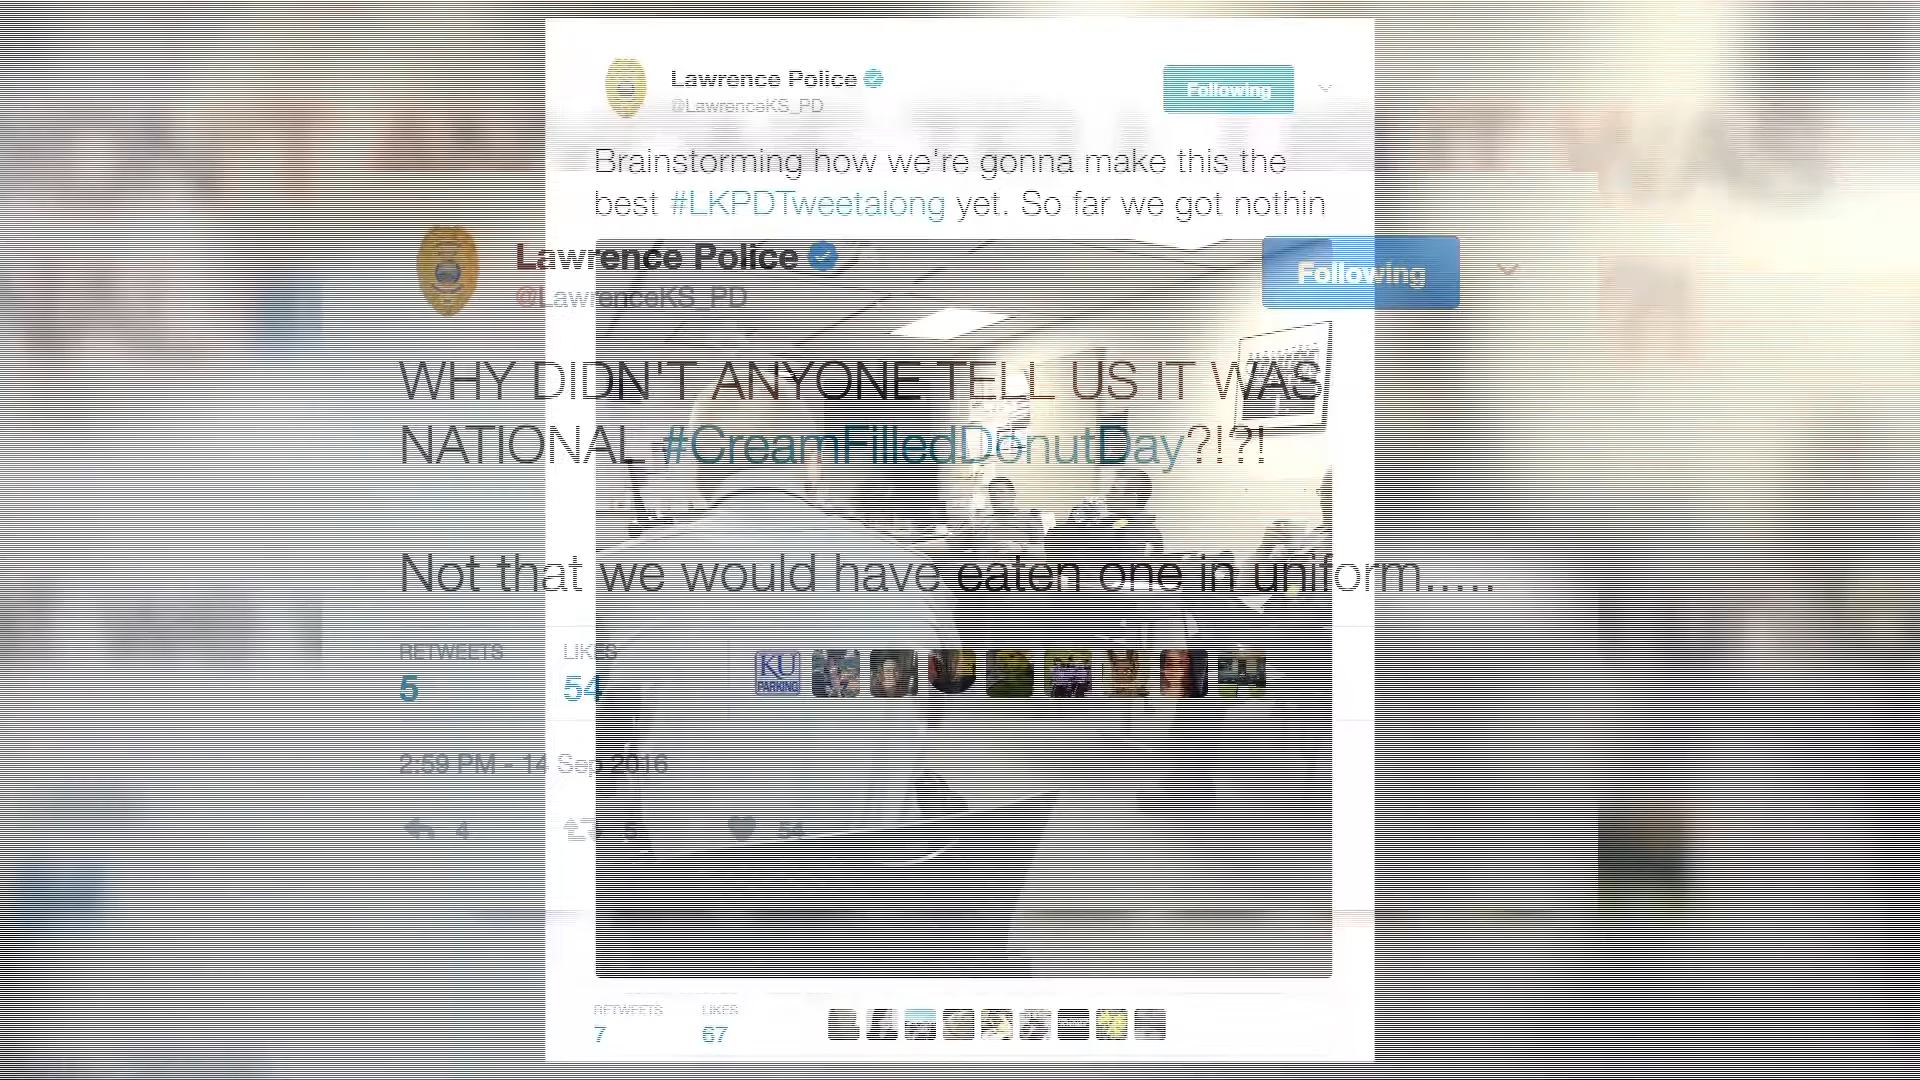 Lawrence Police
@LawrenceKS_PD
Following
Brainstorming how we're gonna make this the
best #LKPDTweetalong yet. So far we got nothin
Lawrence Police
@LawrenceKS_PD
Following
WHY DIDN'T ANYONE TELL US IT WAS
NATIONAL #CreamFilledDonutDay?!?!
Not that we would have eaten one in uniform.....
RETWEETS
LIKES
5
54
KU
PARKING
2:59 PM - 14 Sep 2016
4
5
54
RETWEETS
LIKES
7
67